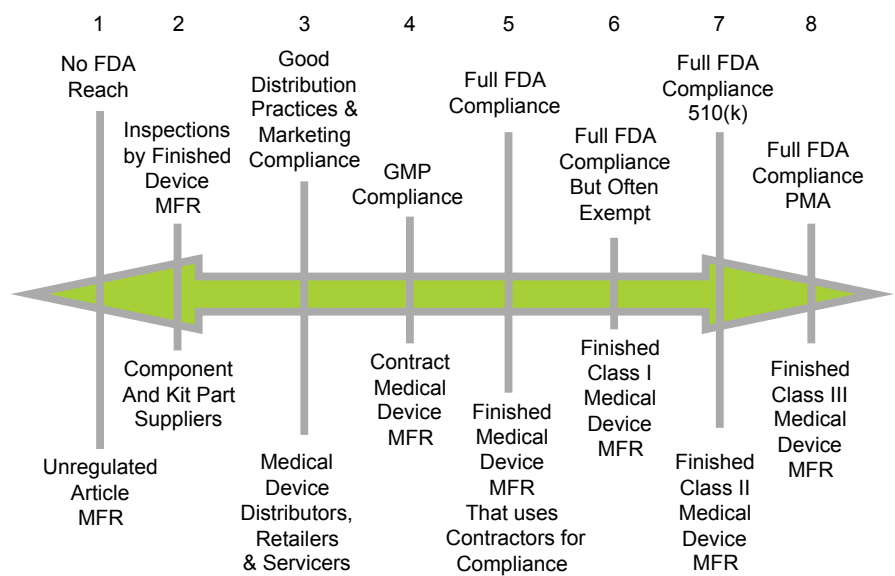 1
2
3
4
5
6
7
8
No FDA
Reach
Inspections
by Finished
Device
MFR
Good
Distribution
Practices &
Marketing
Compliance
GMP
Compliance
Full FDA
Compliance
Full FDA
Compliance
But Often
Exempt
Full FDA
Compliance
510(k)
Full FDA
Compliance
PMA
Unregulated
Article
MFR
Component
And Kit Part
Suppliers
Medical
Device
Distributors,
Retailers
& Servicers
Contract
Medical
Device
MFR
Finished
Medical
Device
MFR
That uses
Contractors for
Compliance
Finished
Class I
Medical
Device
MFR
Finished
Class II
Medical
Device
MFR
Finished
Class III
Medical
Device
MFR